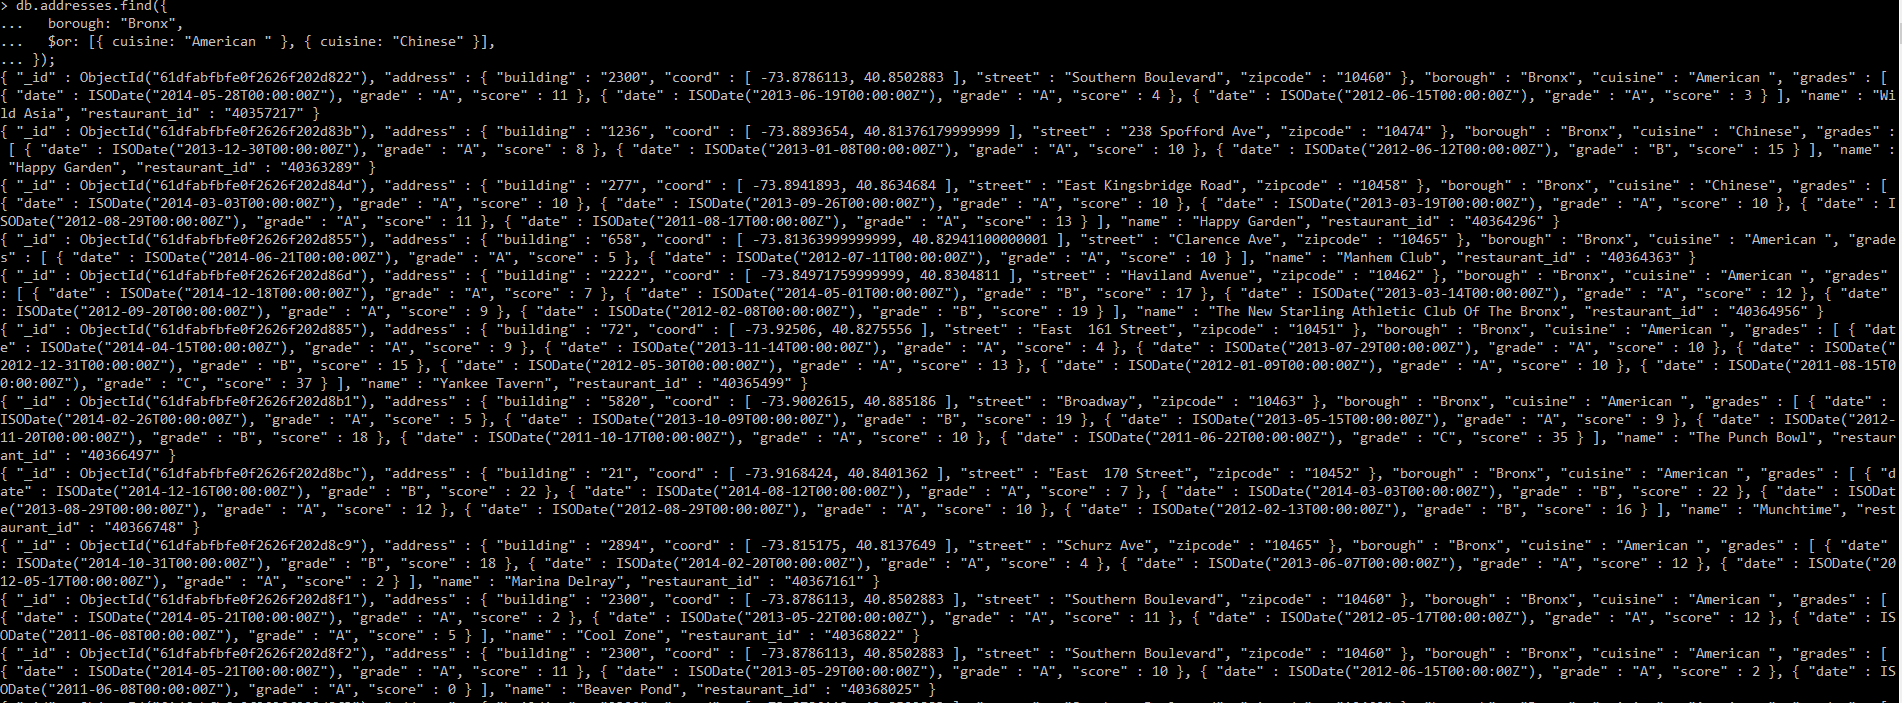 > db.addresses.find({
...   borough: "Bronx",
...   $or: [{ cuisine: "American " }, { cuisine: "Chinese" }],
... });
{ "_id" : ObjectId("61dfabfbfe0f2626f202d822"), "address" : { "building" : "2300", "coord" : [ -73.8786113, 40.8502883 ], "street" : "Southern Boulevard", "zipcode" : "10460" }, "borough" : "Bronx", "cuisine" : "American ", "grades" : [
{ "date" : ISODate("2014-05-28T00:00:00Z"), "grade" : "A", "score" : 11 }, { "date" : ISODate("2013-06-19T00:00:00Z"), "grade" : "A", "score" : 4 }, { "date" : ISODate("2012-06-15T00:00:00Z"), "grade" : "A", "score" : 3 } ], "name" : "Wi
ld Asia", "restaurant_id" : "40357217" }
{ "_id" : ObjectId("61dfabfbfe0f2626f202d83b"), "address" : { "building" : "1236", "coord" : [ -73.8893654, 40.81376179999999 ], "street" : "238 Spofford Ave", "zipcode" : "10474" }, "borough" : "Bronx", "cuisine" : "Chinese", "grades" :
[ { "date" : ISODate("2013-12-30T00:00:00Z"), "grade" : "A", "score" : 8 }, { "date" : ISODate("2013-01-08T00:00:00Z"), "grade" : "A", "score" : 10 }, { "date" : ISODate("2012-06-12T00:00:00Z"), "grade" : "B", "score" : 15 } ], "name" :
"Happy Garden", "restaurant_id" : "40363289" }
{ "_id" : ObjectId("61dfabfbfe0f2626f202d84d"), "address" : { "building" : "277", "coord" : [ -73.8941893, 40.8634684 ], "street" : "East Kingsbridge Road", "zipcode" : "10458" }, "borough" : "Bronx", "cuisine" : "Chinese", "grades" : [
{ "date" : ISODate("2014-03-03T00:00:00Z"), "grade" : "A", "score" : 10 }, { "date" : ISODate("2013-09-26T00:00:00Z"), "grade" : "A", "score" : 10 }, { "date" : ISODate("2013-03-19T00:00:00Z"), "grade" : "A", "score" : 10 }, { "date" : I
SODate("2012-08-29T00:00:00Z"), "grade" : "A", "score" : 11 }, { "date" : ISODate("2011-08-17T00:00:00Z"), "grade" : "A", "score" : 13 } ], "name" : "Happy Garden", "restaurant_id" : "40364296" }
{ "_id" : ObjectId("61dfabfbfe0f2626f202d855"), "address" : { "building" : "658", "coord" : [ -73.81363999999999, 40.82941100000001 ], "street" : "Clarence Ave", "zipcode" : "10465" }, "borough" : "Bronx", "cuisine" : "American ", "grade
s" : [ { "date" : ISODate("2014-06-21T00:00:00Z"), "grade" : "A", "score" : 5 }, { "date" : ISODate("2012-07-11T00:00:00Z"), "grade" : "A", "score" : 10 } ], "name" : "Manhem Club", "restaurant_id" : "40364363" }
{ "_id" : ObjectId("61dfabfbfe0f2626f202d86d"), "address" : { "building" : "2222", "coord" : [ -73.84971759999999, 40.8304811 ], "street" : "Haviland Avenue", "zipcode" : "10462" }, "borough" : "Bronx", "cuisine" : "American ", "grades"
: [ { "date" : ISODate("2014-12-18T00:00:00Z"), "grade" : "A", "score" : 7 }, { "date" : ISODate("2014-05-01T00:00:00Z"), "grade" : "B", "score" : 17 }, { "date" : ISODate("2013-03-14T00:00:00Z"), "grade" : "A", "score" : 12 }, { "date"
: ISODate("2012-09-20T00:00:00Z"), "grade" : "A", "score" : 9 }, { "date" : ISODate("2012-02-08T00:00:00Z"), "grade" : "B", "score" : 19 } ], "name" : "The New Starling Athletic Club Of The Bronx", "restaurant_id" : "40364956" }
{ "_id" : ObjectId("61dfabfbfe0f2626f202d885"), "address" : { "building" : "72", "coord" : [ -73.92506, 40.8275556 ], "street" : "East  161 Street", "zipcode" : "10451" }, "borough" : "Bronx", "cuisine" : "American ", "grades" : [ { "dat
e" : ISODate("2014-04-15T00:00:00Z"), "grade" : "A", "score" : 9 }, { "date" : ISODate("2013-11-14T00:00:00Z"), "grade" : "A", "score" : 4 }, { "date" : ISODate("2013-07-29T00:00:00Z"), "grade" : "A", "score" : 10 }, { "date" : ISODate("
2012-12-31T00:00:00Z"), "grade" : "B", "score" : 15 }, { "date" : ISODate("2012-05-30T00:00:00Z"), "grade" : "A", "score" : 13 }, { "date" : ISODate("2012-01-09T00:00:00Z"), "grade" : "A", "score" : 10 }, { "date" : ISODate("2011-08-15T0
0:00:00Z"), "grade" : "C", "score" : 37 } ], "name" : "Yankee Tavern", "restaurant_id" : "40365499" }
{ "_id" : ObjectId("61dfabfbfe0f2626f202d8b1"), "address" : { "building" : "5820", "coord" : [ -73.9002615, 40.885186 ], "street" : "Broadway", "zipcode" : "10463" }, "borough" : "Bronx", "cuisine" : "American ", "grades" : [ { "date" :
ISODate("2014-02-26T00:00:00Z"), "grade" : "A", "score" : 5 }, { "date" : ISODate("2013-10-09T00:00:00Z"), "grade" : "B", "score" : 19 }, { "date" : ISODate("2013-05-15T00:00:00Z"), "grade" : "A", "score" : 9 }, { "date" : ISODate("2012-
11-20T00:00:00Z"), "grade" : "B", "score" : 18 }, { "date" : ISODate("2011-10-17T00:00:00Z"), "grade" : "A", "score" : 10 }, { "date" : ISODate("2011-06-22T00:00:00Z"), "grade" : "C", "score" : 35 } ], "name" : "The Punch Bowl", "restaur
ant_id" : "40366497" }
{ "_id" : ObjectId("61dfabfbfe0f2626f202d8bc"), "address" : { "building" : "21", "coord" : [ -73.9168424, 40.8401362 ], "street" : "East  170 Street", "zipcode" : "10452" }, "borough" : "Bronx", "cuisine" : "American ", "grades" : [ { "d
ate" : ISODate("2014-12-16T00:00:00Z"), "grade" : "B", "score" : 22 }, { "date" : ISODate("2014-08-12T00:00:00Z"), "grade" : "A", "score" : 7 }, { "date" : ISODate("2014-03-03T00:00:00Z"), "grade" : "B", "score" : 22 }, { "date" : ISODat
e("2013-08-29T00:00:00Z"), "grade" : "A", "score" : 12 }, { "date" : ISODate("2012-08-29T00:00:00Z"), "grade" : "A", "score" : 10 }, { "date" : ISODate("2012-02-13T00:00:00Z"), "grade" : "B", "score" : 16 } ], "name" : "Munchtime", "rest
aurant_id" : "40366748" }
{ "_id" : ObjectId("61dfabfbfe0f2626f202d8c9"), "address" : { "building" : "2894", "coord" : [ -73.815175, 40.8137649 ], "street" : "Schurz Ave", "zipcode" : "10465" }, "borough" : "Bronx", "cuisine" : "American ", "grades" : [ { "date"
: ISODate("2014-10-31T00:00:00Z"), "grade" : "B", "score" : 18 }, { "date" : ISODate("2014-02-20T00:00:00Z"), "grade" : "A", "score" : 4 }, { "date" : ISODate("2013-06-07T00:00:00Z"), "grade" : "A", "score" : 12 }, { "date" : ISODate("20
12-05-17T00:00:00Z"), "grade" : "A", "score" : 2 } ], "name" : "Marina Delray", "restaurant_id" : "40367161" }
{ "_id" : ObjectId("61dfabfbfe0f2626f202d8f1"), "address" : { "building" : "2300", "coord" : [ -73.8786113, 40.8502883 ], "street" : "Southern Boulevard", "zipcode" : "10460" }, "borough" : "Bronx", "cuisine" : "American ", "grades" : [
{ "date" : ISODate("2014-05-21T00:00:00Z"), "grade" : "A", "score" : 2 }, { "date" : ISODate("2013-05-22T00:00:00Z"), "grade" : "A", "score" : 11 }, { "date" : ISODate("2012-05-17T00:00:00Z"), "grade" : "A", "score" : 12 }, { "date" : IS
ODate("2011-06-08T00:00:00Z"), "grade" : "A", "score" : 5 } ], "name" : "Cool Zone", "restaurant_id" : "40368022" }
{ "_id" : ObjectId("61dfabfbfe0f2626f202d8f2"), "address" : { "building" : "2300", "coord" : [ -73.8786113, 40.8502883 ], "street" : "Southern Boulevard", "zipcode" : "10460" }, "borough" : "Bronx", "cuisine" : "American ", "grades" : [
{ "date" : ISODate("2014-05-21T00:00:00Z"), "grade" : "A", "score" : 11 }, { "date" : ISODate("2013-05-29T00:00:00Z"), "grade" : "A", "score" : 10 }, { "date" : ISODate("2012-06-15T00:00:00Z"), "grade" : "A", "score" : 2 }, { "date" : IS
ODate("2011-06-08T00:00:00Z"), "grade" : "A", "score" : 0 } ], "name" : "Beaver Pond", "restaurant_id" : "40368025" }